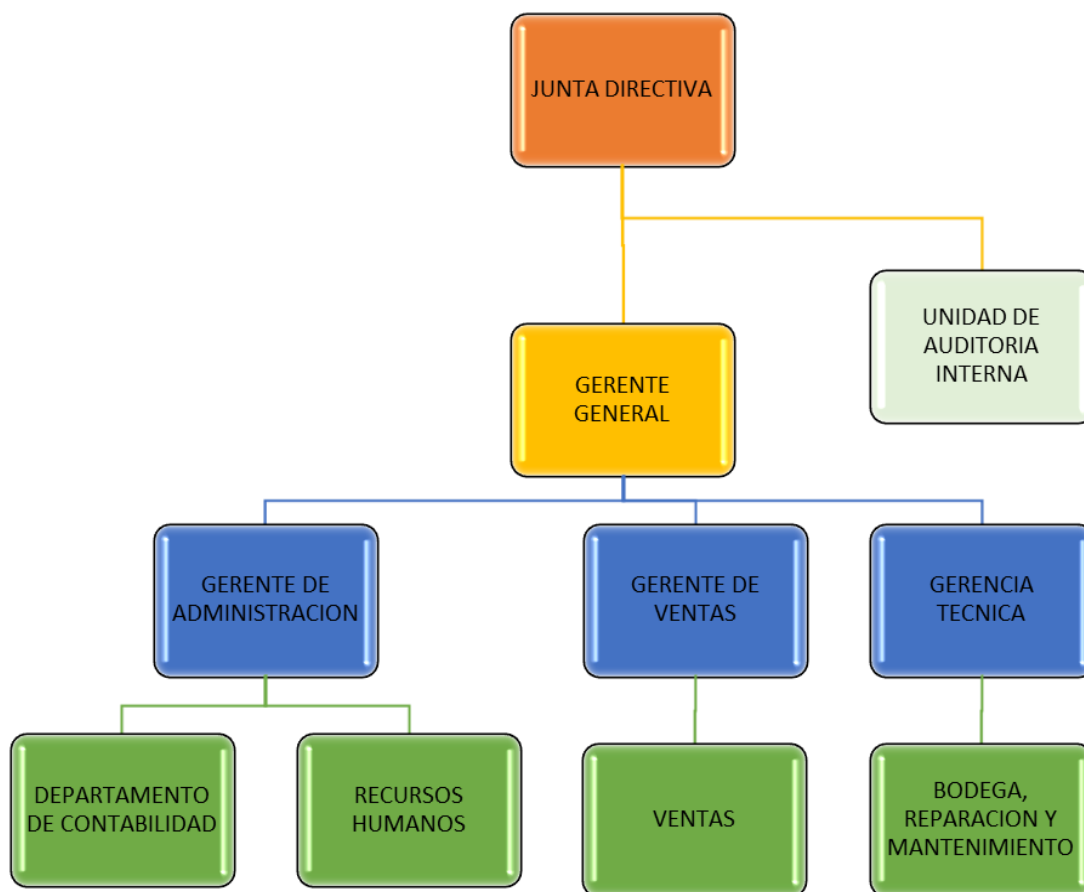 JUNTA DIRECTIVA
UNIDAD DE
AUDITORIA
INTERNA
GERENTE
GENERAL
GERENTE DE
ADMINISTRACION
GERENTE DE
VENTAS
GERENCIA
TECNICA
DEPARTAMENTO
DE CONTABILIDAD
RECURSOS
HUMANOS
VENTAS
BODEGA,
REPARACION Y
MANTENIMIENTO